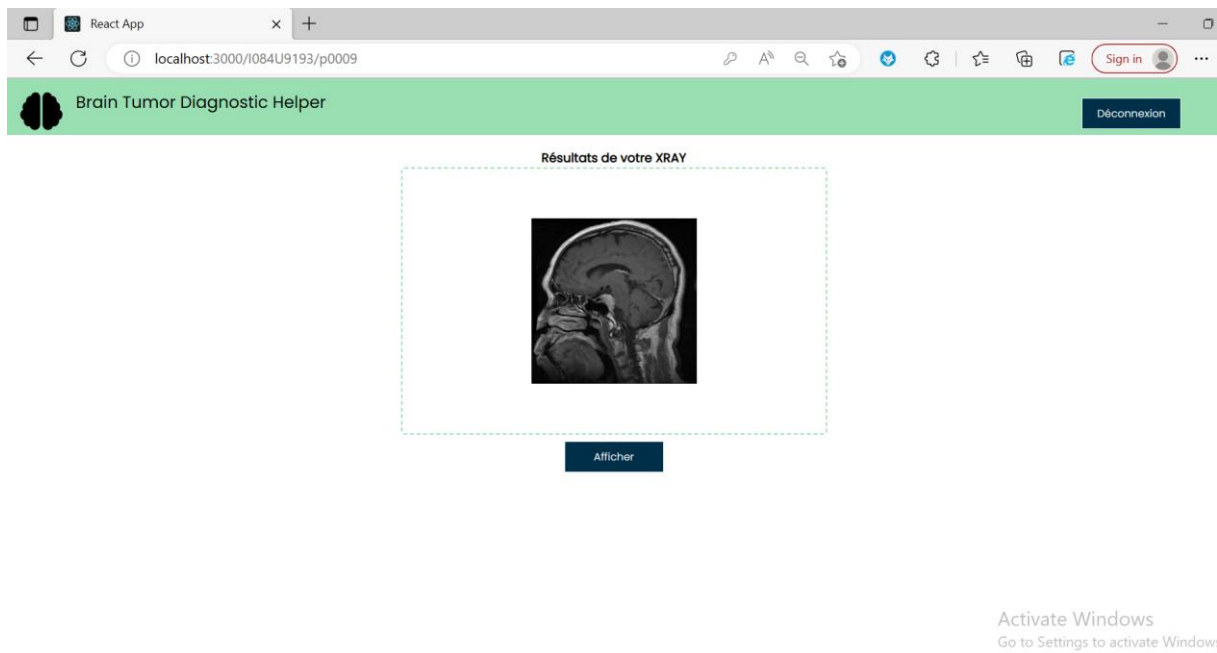 React App
localhost:3000/I084U9193/p0009
Sign in
Brain Tumor Diagnostic Helper
Déconnexion
Résultats de votre XRAY
Afficher
Activate Windows
Go to Settings to activate Windows